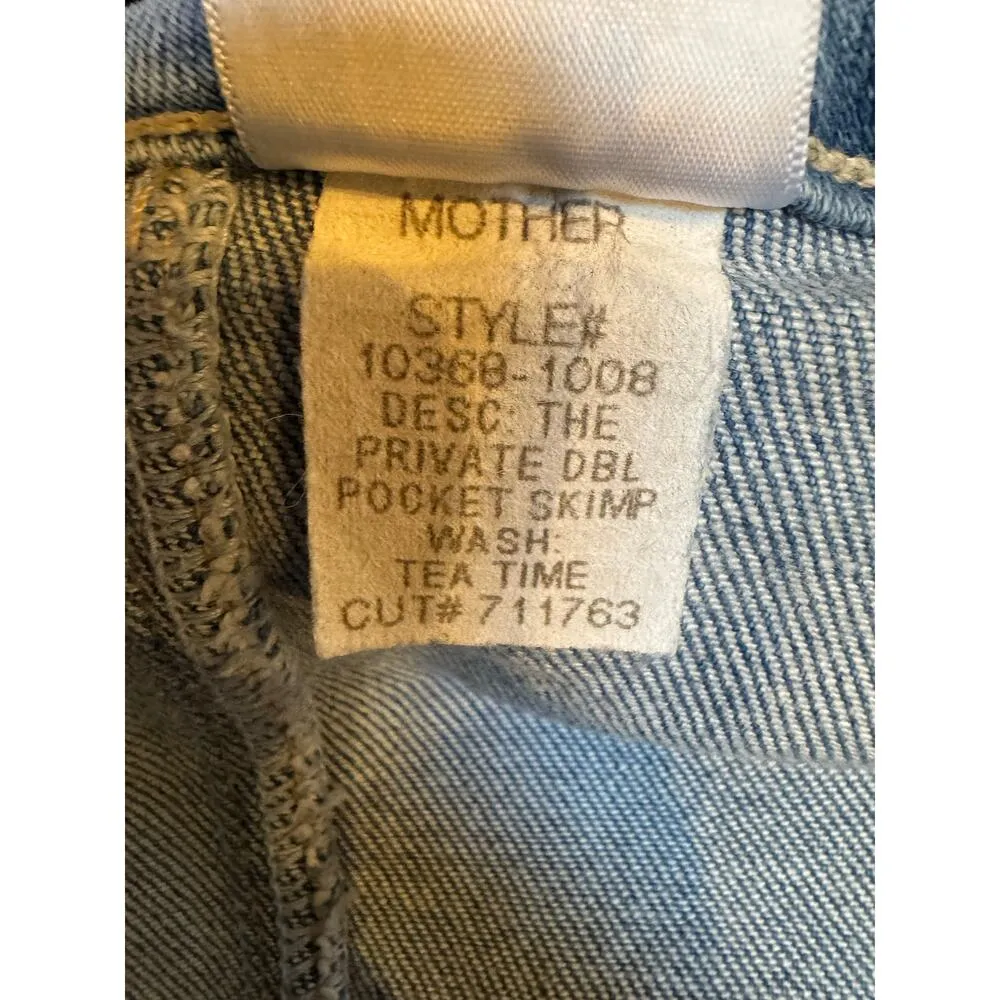 MOTHER
STYLE#
10368-1008
DESC: THE
PRIVATE DBL
POCKET SKIMP
WASH:
TEA TIME
CUT# 711763